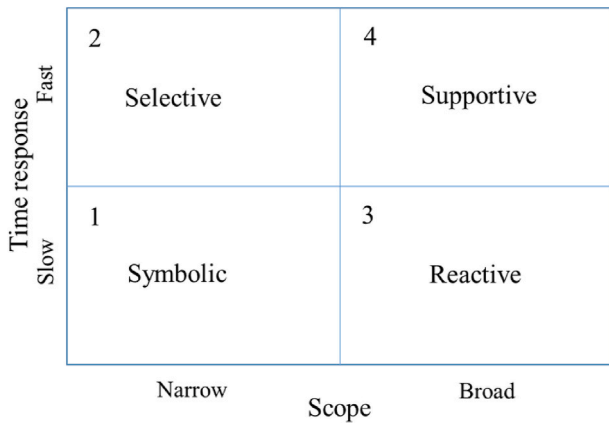 2
4
Selective
Supportive
Fast
Time response
1
3
Symbolic
Reactive
Slow
Narrow
Broad
Scope